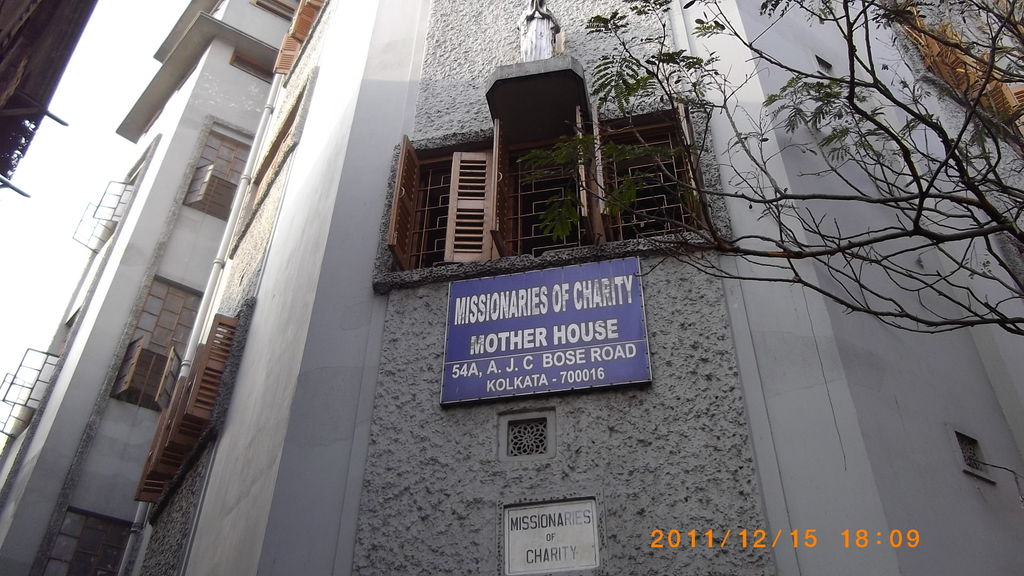 MISSIONARIES OF CHARITY
MOTHER HOUSE
54A, A. J. C BOSE ROAD
KOLKATA - 700016
MISSIONARIES
OF
CHARITY
2011/12/15 18:09